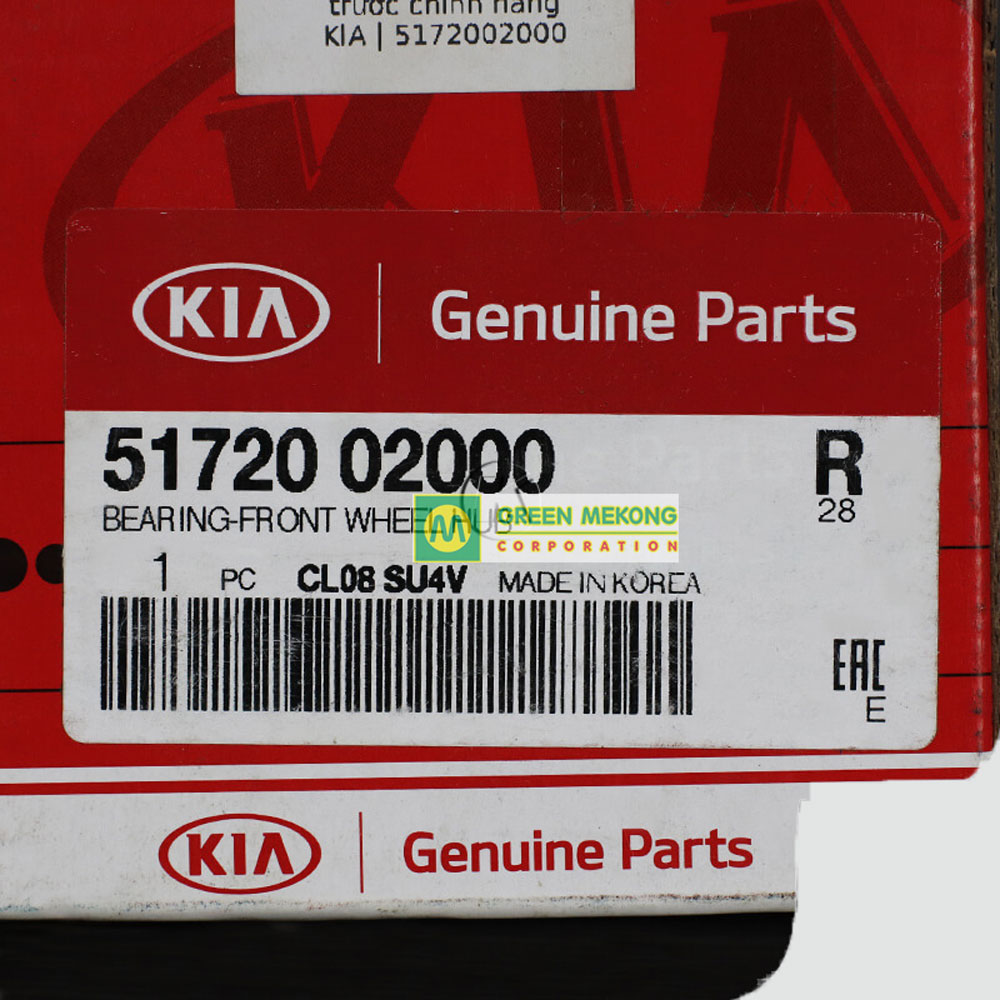 trước chính hãng
KIA | 5172002000
KIA
KIA Genuine Parts
51720 02000 R
BEARING-FRONT WHEEL HUB 28
M GREEN MEKONG
CORPORATION
1 PC CL08 SU4V MADE IN KOREA
EAC
E
KIA Genuine Parts